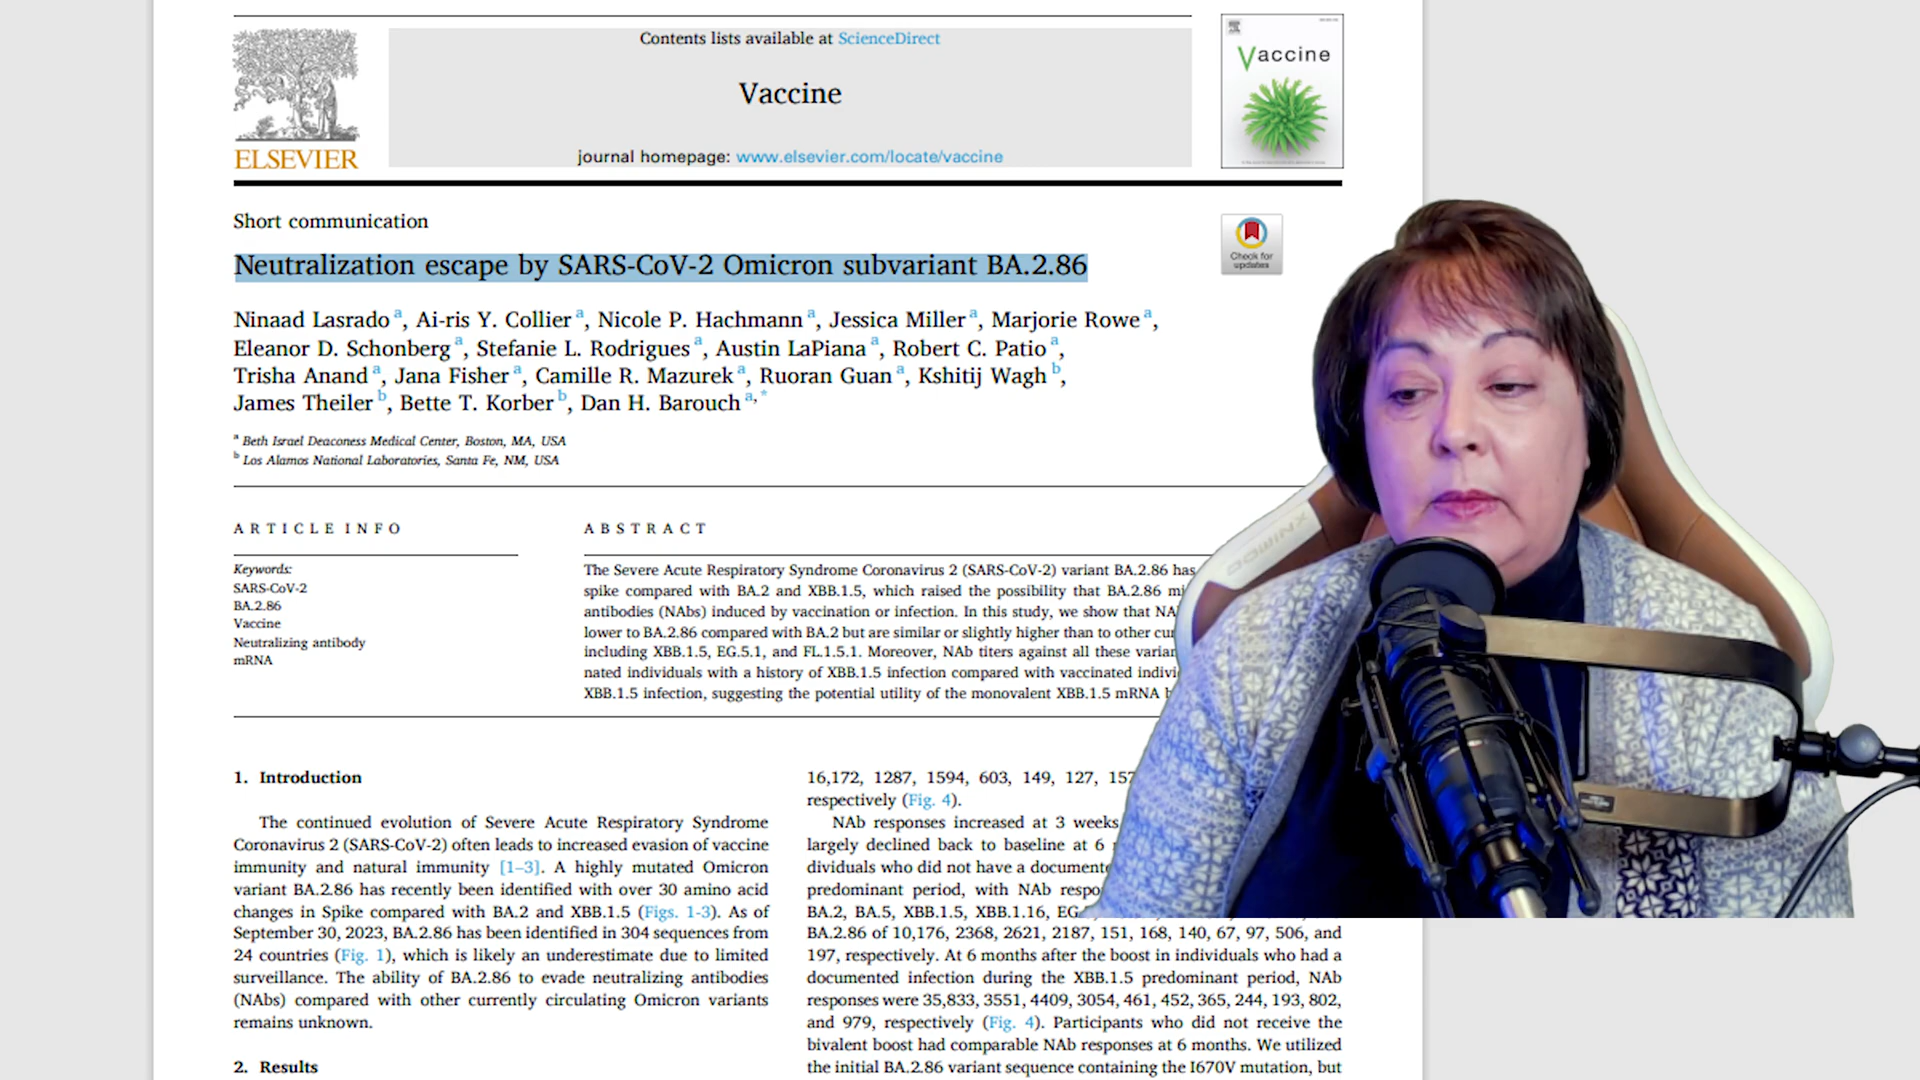 Contents lists available at ScienceDirect
Vaccine
journal homepage: www.elsevier.com/locate/vaccine
ELSEVIER
Vaccine
Short communication
Check for
updates
Neutralization escape by SARS-CoV-2 Omicron subvariant BA.2.86
Ninaad Lasrado a, Ai-ris Y. Collier a, Nicole P. Hachmann a, Jessica Miller a, Marjorie Rowe a,
Eleanor D. Schonberg a, Stefanie L. Rodrigues a, Austin LaPiana a, Robert C. Patio a,
Trisha Anand a, Jana Fisher a, Camille R. Mazurek a, Ruoran Guan a, Kshitij Wagh b,
James Theiler b, Bette T. Korber b, Dan H. Barouch a,*
a Beth Israel Deaconess Medical Center, Boston, MA, USA
b Los Alamos National Laboratories, Santa Fe, NM, USA
ARTICLE INFO
Keywords:
SARS-CoV-2
BA.2.86
Vaccine
Neutralizing antibody
mRNA
ABSTRACT
The Severe Acute Respiratory Syndrome Coronavirus 2 (SARS-CoV-2) variant BA.2.86 has
spike compared with BA.2 and XBB.1.5, which raised the possibility that BA.2.86
antibodies (NAbs) induced by vaccination or infection. In this study, we show that
lower to BA.2.86 compared with BA.2 but are similar or slightly higher than to other
including XBB.1.5, EG.5.1, and FL.1.5.1. Moreover, NAb titers against all these
nated individuals with a history of XBB.1.5 infection compared with vaccinated
XBB.1.5 infection, suggesting the potential utility of the monovalent XBB.1.5 mRNA
1. Introduction
The continued evolution of Severe Acute Respiratory Syndrome
Coronavirus 2 (SARS-CoV-2) often leads to increased evasion of vaccine
immunity and natural immunity [1–3]. A highly mutated Omicron
variant BA.2.86 has recently been identified with over 30 amino acid
changes in Spike compared with BA.2 and XBB.1.5 (Figs. 1-3). As of
September 30, 2023, BA.2.86 has been identified in 304 sequences from
24 countries (Fig. 1), which is likely an underestimate due to limited
surveillance. The ability of BA.2.86 to evade neutralizing antibodies
(NAbs) compared with other currently circulating Omicron variants
remains unknown.
2. Results
16,172, 1287, 1594, 603, 149, 127,
respectively (Fig. 4).
NAb responses increased at 3 weeks
largely declined back to baseline at 6
dividuals who did not have a
predominant period, with NAb
BA.2, BA.5, XBB.1.5, XBB.1.16,
BA.2.86 of 10,176, 2368, 2621, 2187, 151, 168, 140, 67, 97, 506, and
197, respectively. At 6 months after the boost in individuals who had a
documented infection during the XBB.1.5 predominant period, NAb
responses were 35,833, 3551, 4409, 3054, 461, 452, 365, 244, 193, 802,
and 979, respectively (Fig. 4). Participants who did not receive the
bivalent boost had comparable NAb responses at 6 months. We utilized
the initial BA.2.86 variant sequence containing the I670V mutation, but